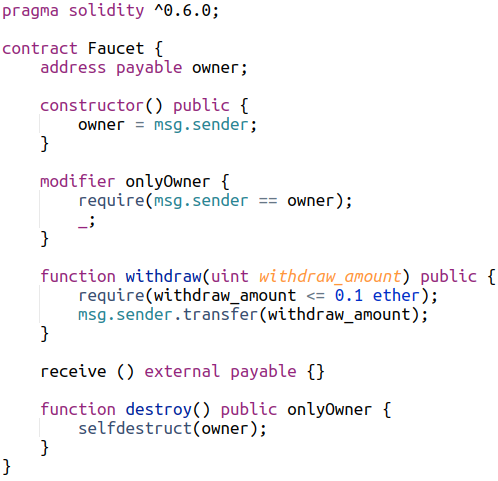 pragma solidity ^0.6.0;
contract Faucet {
address payable owner;
constructor() public {
owner = msg.sender;
}
modifier onlyOwner {
require(msg.sender == owner);
_;
}
function withdraw(uint withdraw_amount) public {
require(withdraw_amount <= 0.1 ether);
msg.sender.transfer(withdraw_amount);
}
receive () external payable {}
function destroy() public onlyOwner {
selfdestruct(owner);
}
}